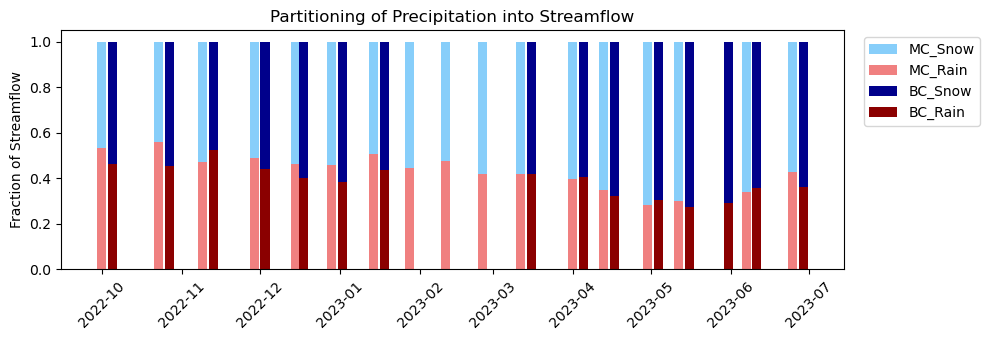 Partitioning of Precipitation into Streamflow
Fraction of Streamflow
1.0
0.8
0.6
0.4
0.2
0.0
2022-10
2022-11
2022-12
2023-01
2023-02
2023-03
2023-04
2023-05
2023-06
2023-07
MC_Snow
MC_Rain
BC_Snow
BC_Rain